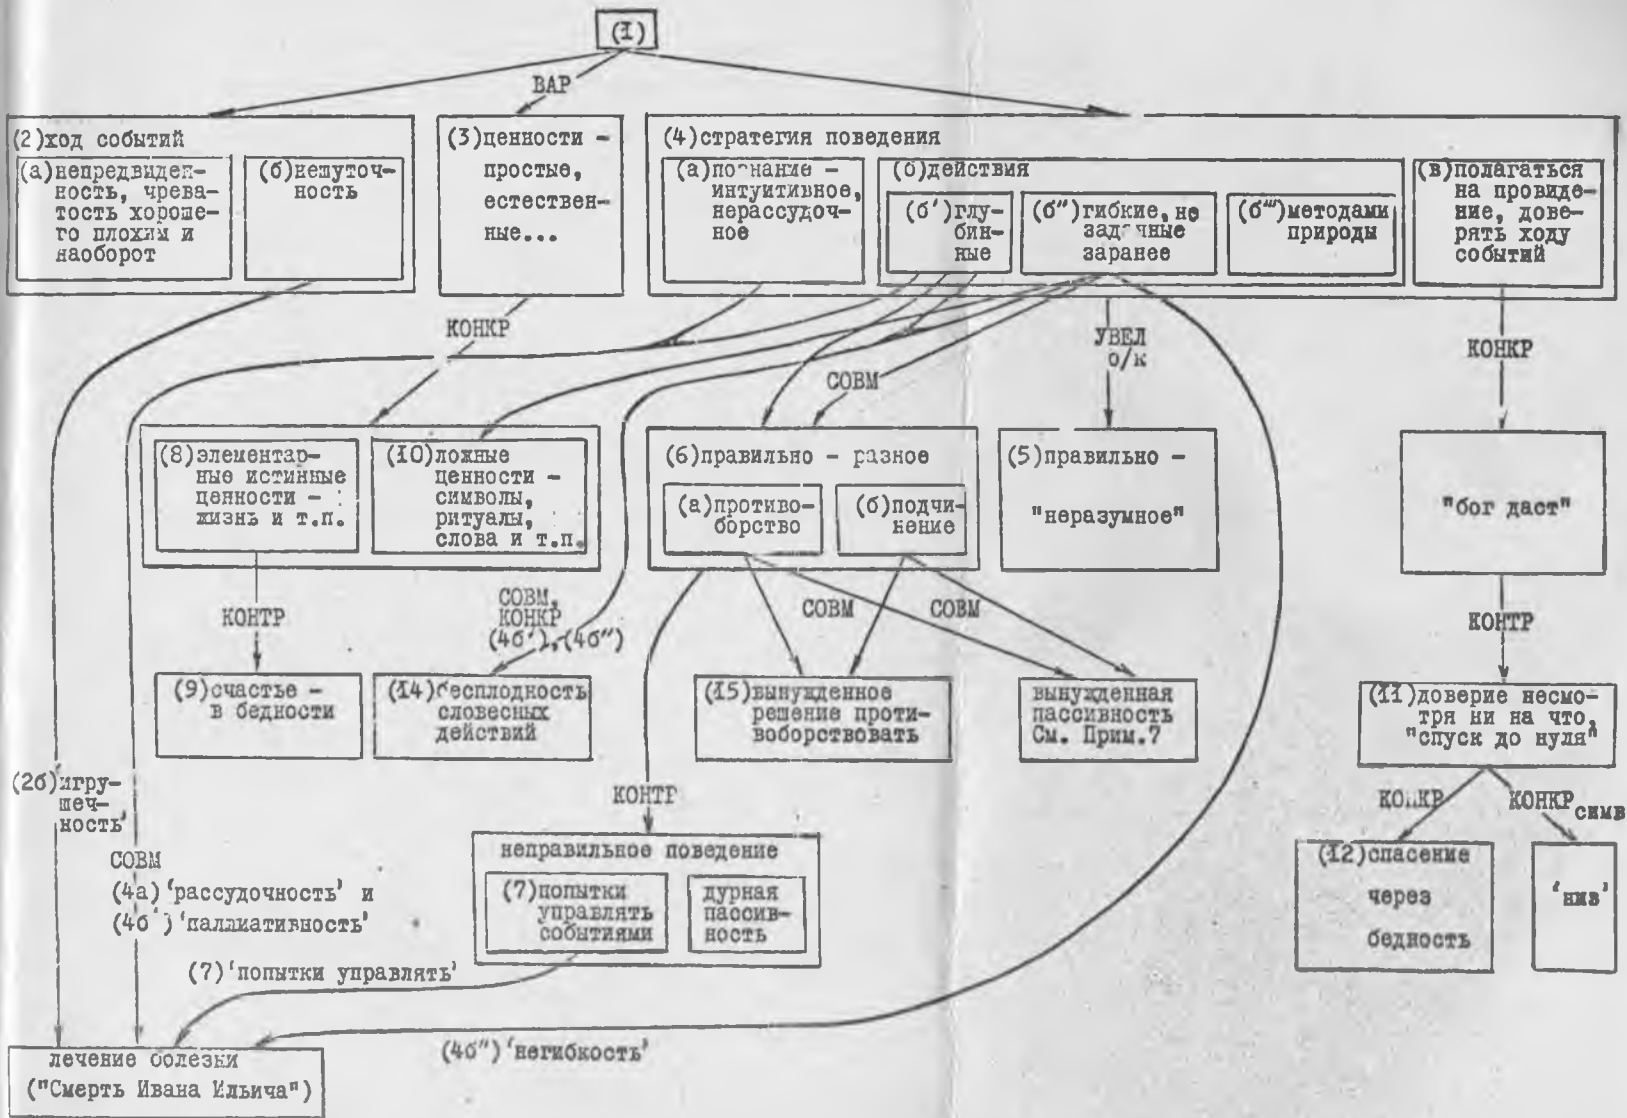 (I)
ВАР
(2)ход событий
(а)непредвиден-
ность, чрева-
тость хороше-
го плохим и
наоборот
(б)нешуточ-
ность
(3)ценности -
простые,
естествен-
ные...
(4)стратегия поведения
(а)познание -
интуитивное,
нерассудоч-
ное
(б)действия
(б')глу-
бин-
ные
(б")гибкие, не
заданные
заранее
(б"')методами
природы
(в)полагаться
на провиде-
ние, дове-
рять ходу
событий
КОНКР
СОВМ
УВЕЛ
о/к
КОНКР
(8)элементар-
ные истинные
ценности -
жизнь и т.п.
(IO)ложные
ценности -
символы,
ритуалы,
слова и т.п.
(6)правильно - разное
(а)противо-
борство
(б)подчи-
нение
(5)правильно -
"неразумное"
"бог даст"
КОНТР
СОВМ,
КОНКР
(4б'),(4б")
СОВМ
СОВМ
КОНТР
(9)счастье -
в бедности
(I4)бесплодность
словесных
действий
(I5)вынужденное
решение проти-
воборствовать
вынужденная
пассивность
См. Прим.7
(II)доверие несмо-
тря ни на что,
"спуск до нуля"
(2б)'игру-
шеч-
ность'
КОНТР
КОНКР
КОНКР симв
СОВМ
(4а)'рассудочность' и
(4б')'паллиативность'
неправильное поведение
(7)попытки
управлять
событиями
дурная
пассив-
ность
(I2)спасение
через
бедность
'низ'
(7)'попытки управлять'
(4б")'негибкость'
лечение болезни
("Смерть Ивана Ильича")